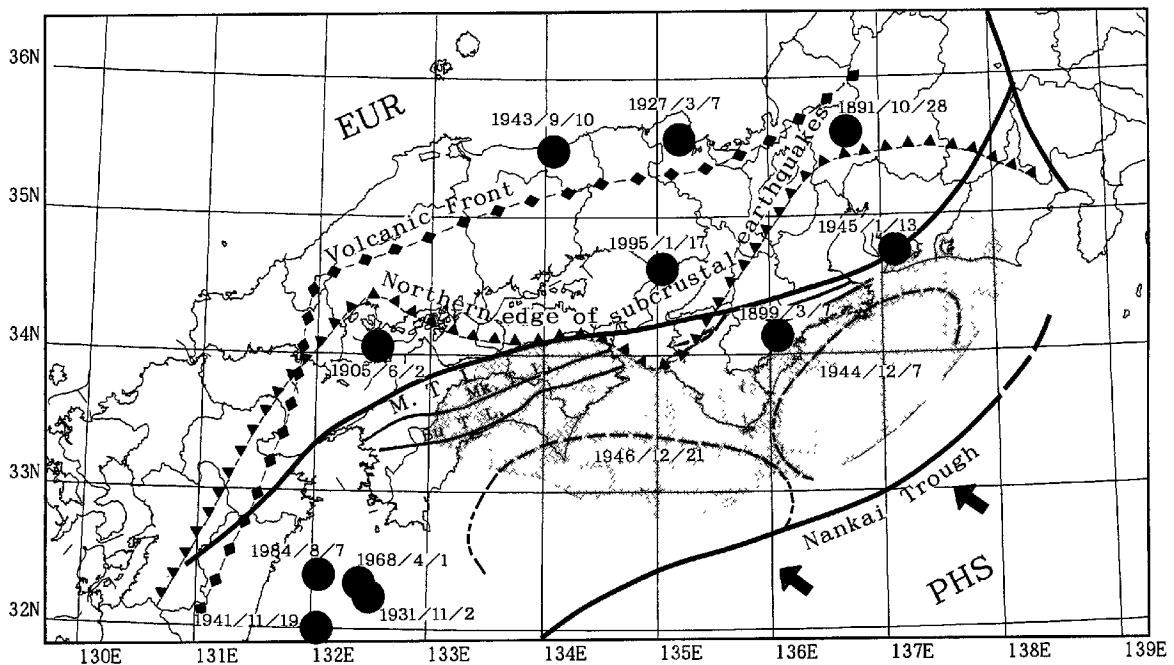 36N
EUR
1943/9/10
1927/3/7
1891/10/28
35N
Volcanic Front
Northern edge of subcrustal earthquakes
1995/1/17
1945/1/13
34N
1905/6/2
1899/3/7
M. T. L.
Mk. T. L.
Bu T. L.
1944/12/7
33N
1946/12/21
Nankai Trough
1984/8/7
1968/4/1
1931/11/2
1941/11/19
PHS
32N
130E 131E 132E 133E 134E 135E 136E 137E 138E 139E